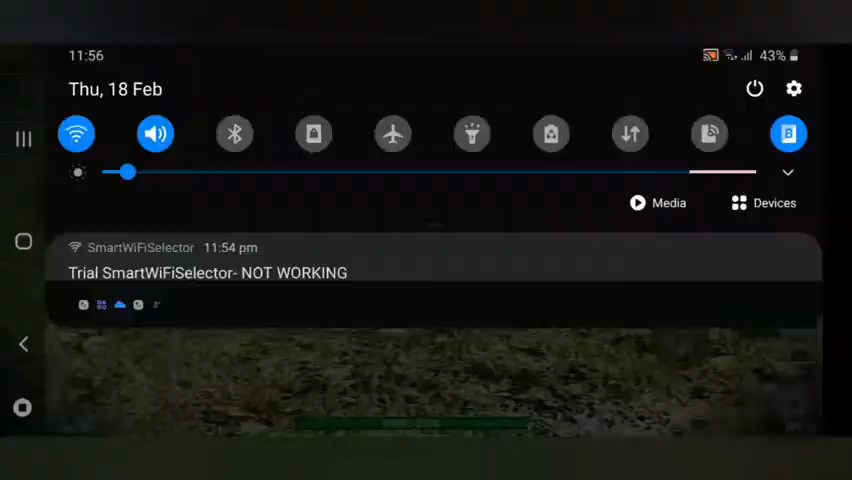 11:56
43%
Thu, 18 Feb
Media
Devices
SmartWiFiSelector 11:54 pm
Trial SmartWiFiSelector- NOT WORKING